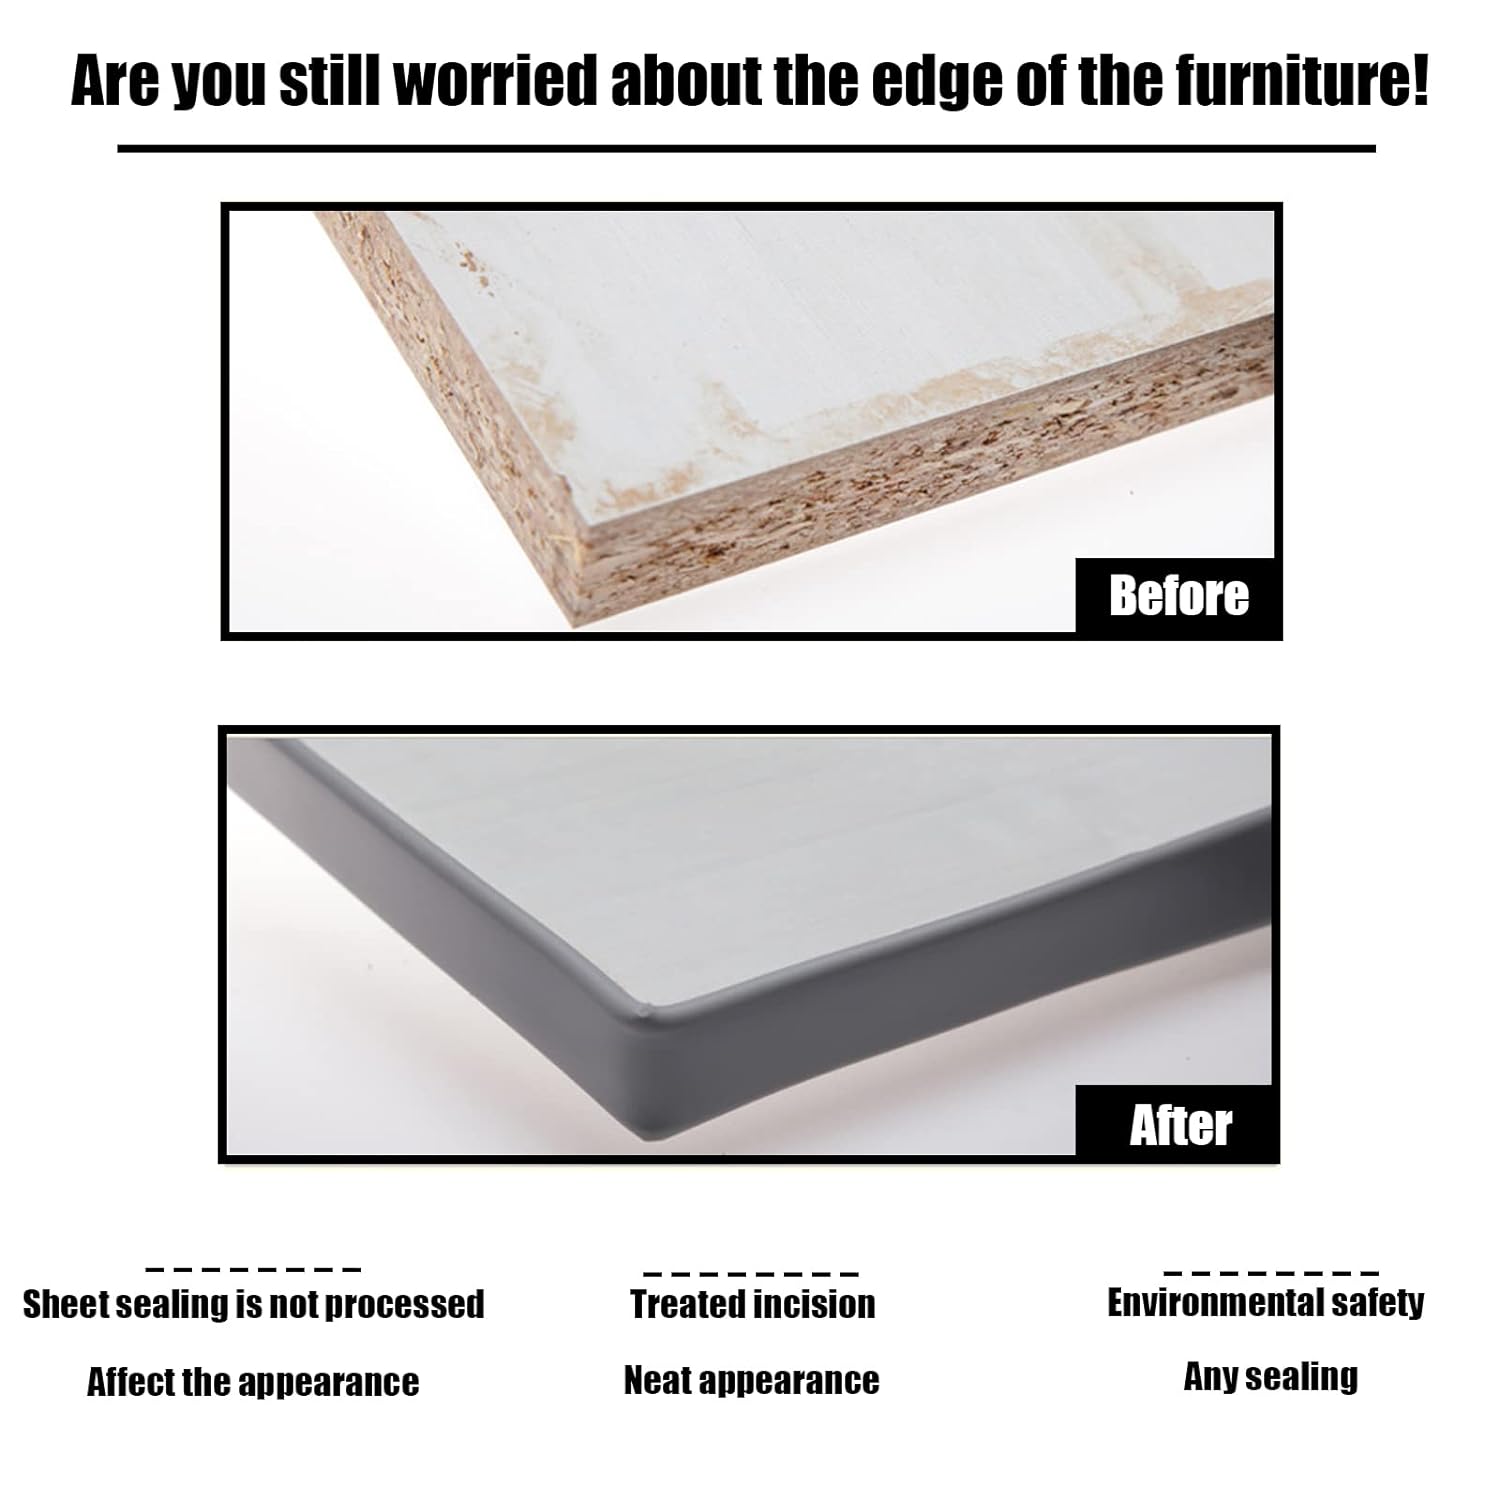 Are you still worried about the edge of the furniture!
Before
After
Sheet sealing is not processed
Affect the appearance
Treated incision
Neat appearance
Environmental safety
Any sealing